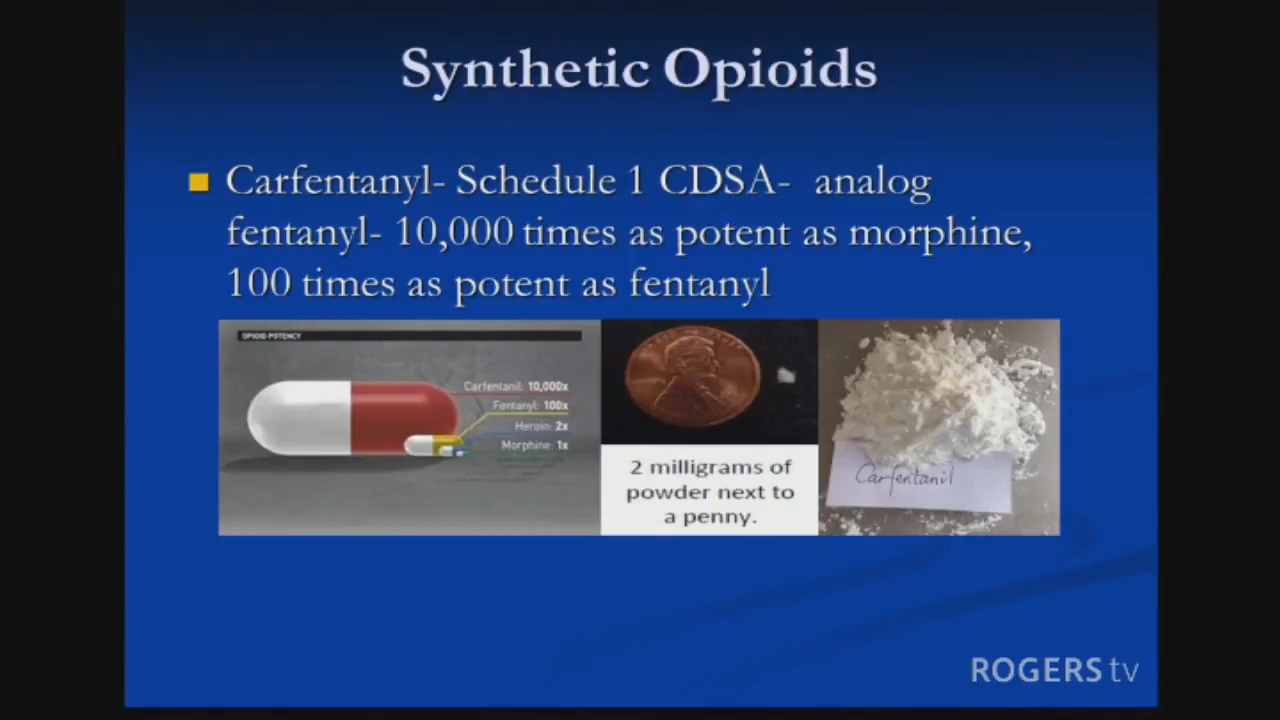 Synthetic Opioids
Carfentanyl- Schedule 1 CDSA- analog
fentanyl- 10,000 times as potent as morphine,
100 times as potent as fentanyl
OPIOID POTENCY
Carfentanil: 10,000x
Fentanyl: 100x
Heroin: 2x
Morphine: 1x
2 milligrams of
powder next to
a penny.
Carfentanil
ROGERS tv